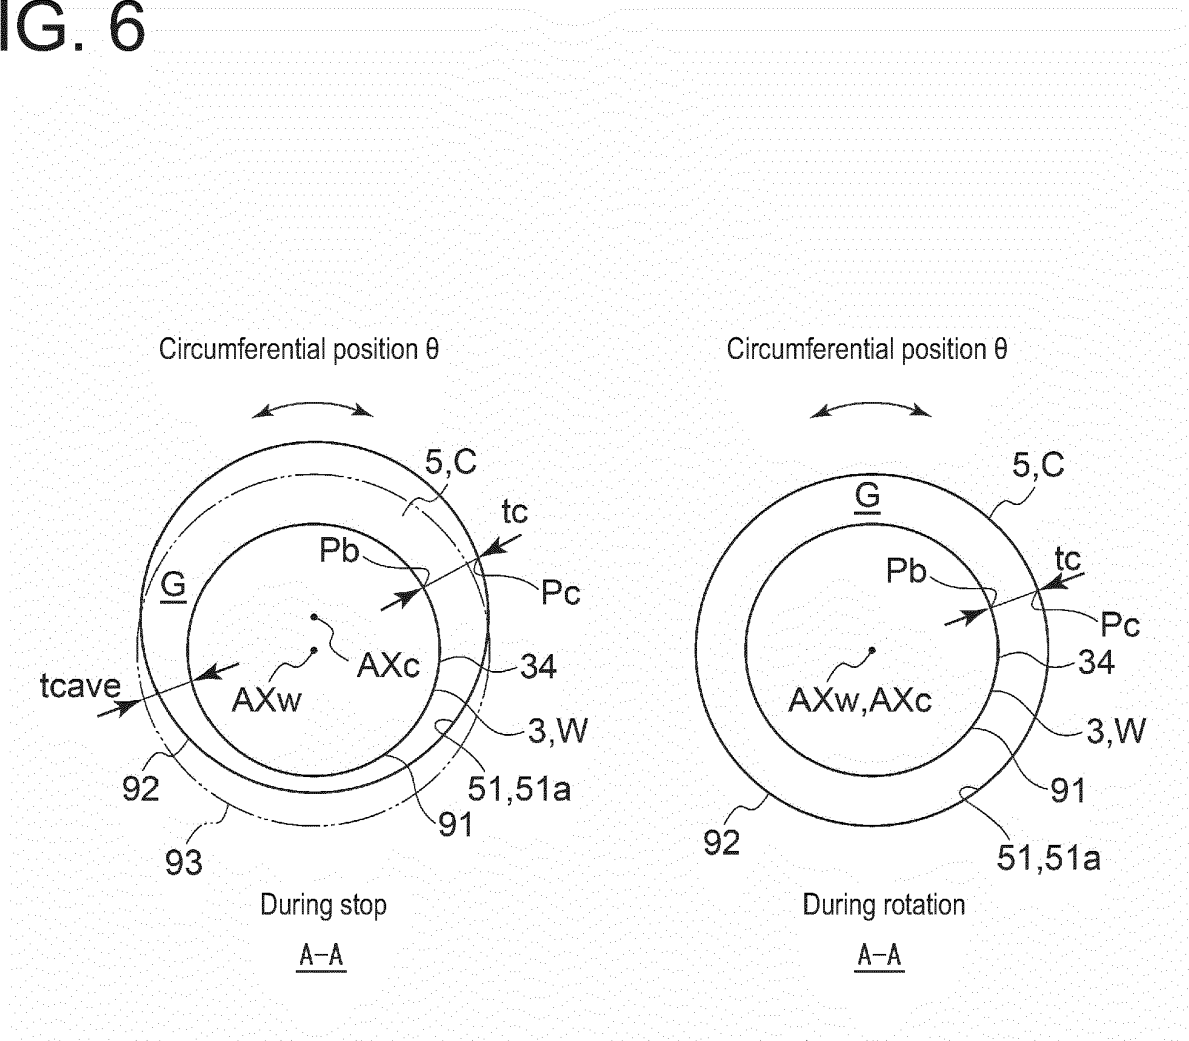 IG. 6
Circumferential position θ
5,C
tc
Pb
G
Pc
AXc
34
tcave
AXw
3,W
92
51,51a
91
93
During stop
A-A
Circumferential position θ
5,C
G
tc
Pb
Pc
34
AXw,AXc
3,W
91
92
51,51a
During rotation
A-A